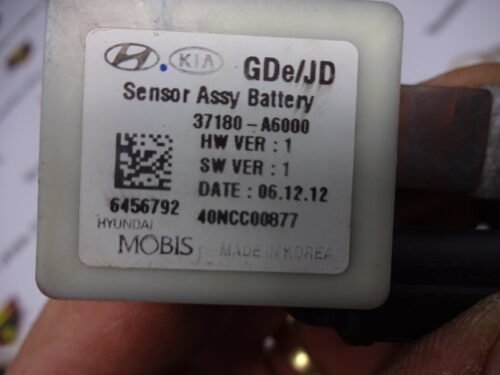 KIA GDe/JD
Sensor Assy Battery
37180-A6000
HW VER : 1
SW VER : 1
DATE : 06.12.12
6456792 40NCC00877
HYUNDAI
MOBIS MADE IN KOREA